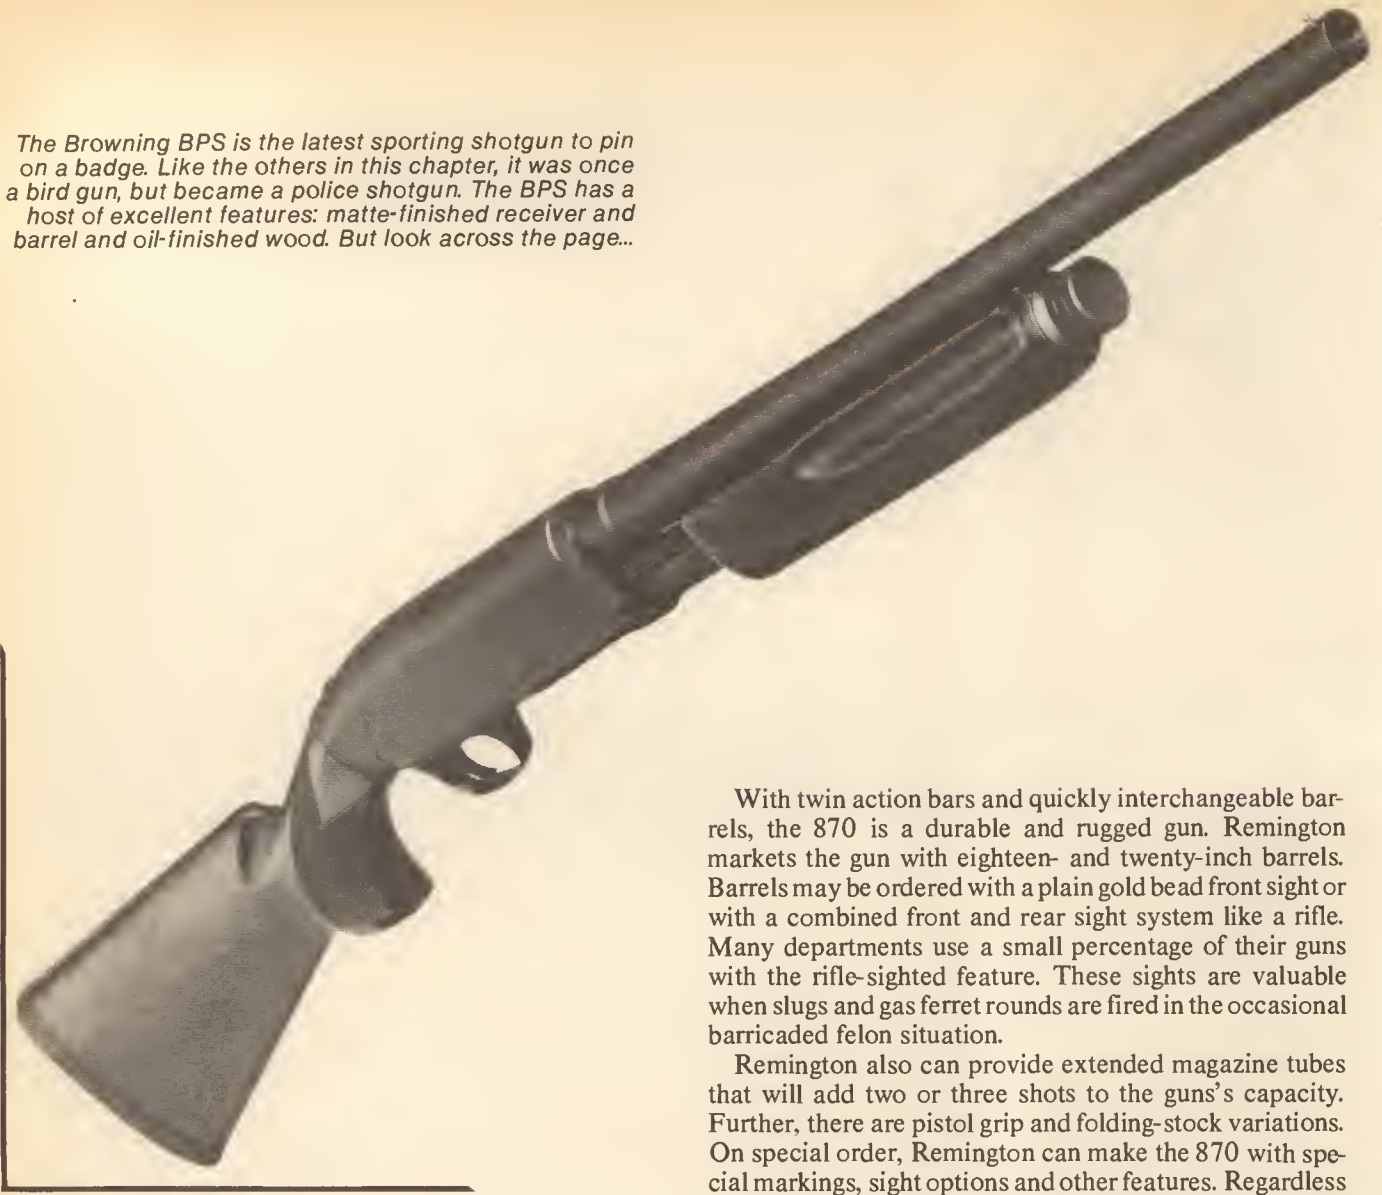 The Browning BPS is the latest sporting shotgun to pin
on a badge. Like the others in this chapter, it was once
a bird gun, but became a police shotgun. The BPS has a
host of excellent features: matte-finished receiver and
barrel and oil-finished wood. But look across the page...
With twin action bars and quickly interchangeable bar-
rels, the 870 is a durable and rugged gun. Remington
markets the gun with eighteen- and twenty-inch barrels.
Barrels may be ordered with a plain gold bead front sight or
with a combined front and rear sight system like a rifle.
Many departments use a small percentage of their guns
with the rifle-sighted feature. These sights are valuable
when slugs and gas ferret rounds are fired in the occasional
barricaded felon situation.
Remington also can provide extended magazine tubes
that will add two or three shots to the guns's capacity.
Further, there are pistol grip and folding-stock variations.
On special order, Remington can make the 870 with spe-
cial markings, sight options and other features. Regardless